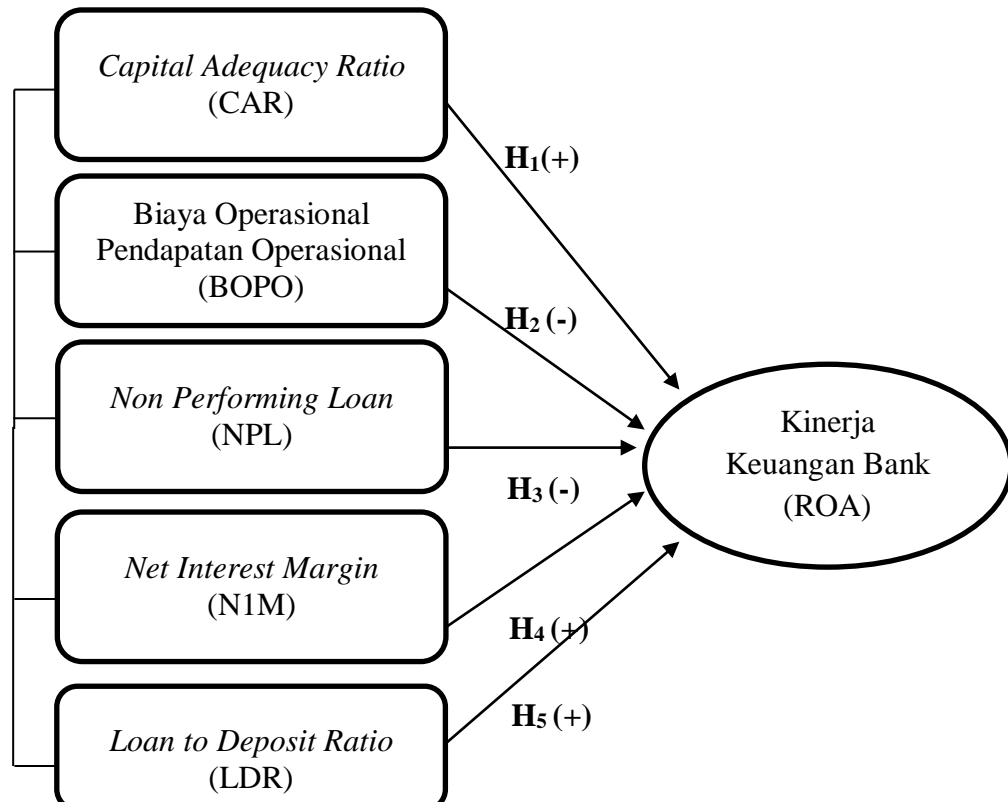 Capital Adequacy Ratio
(CAR)
H₁(+)
Biaya Operasional
Pendapatan Operasional
(BOPO)
H₂ (-)
Non Performing Loan
(NPL)
H₃ (-)
Kinerja
Keuangan Bank
(ROA)
Net Interest Margin
(N1M)
H₄ (+)
Loan to Deposit Ratio
(LDR)
H₅ (+)